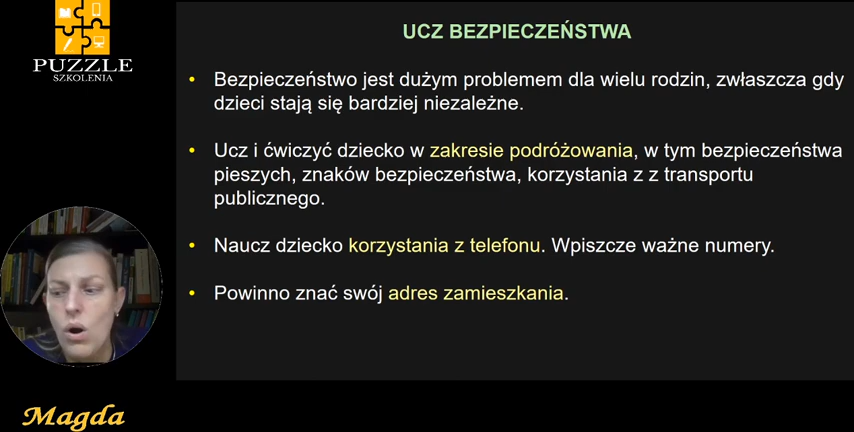 PUZZLE
SZKOLENIA
UCZ BEZPIECZEŃSTWA
• Bezpieczeństwo jest dużym problemem dla wielu rodzin, zwłaszcza gdy
dzieci stają się bardziej niezależne.
• Ucz i ćwiczyć dziecko w zakresie podróżowania, w tym bezpieczeństwa
pieszych, znaków bezpieczeństwa, korzystania z z transportu
publicznego.
• Naucz dziecko korzystania z telefonu. Wpiszcze ważne numery.
• Powinno znać swój adres zamieszkania.
Magda